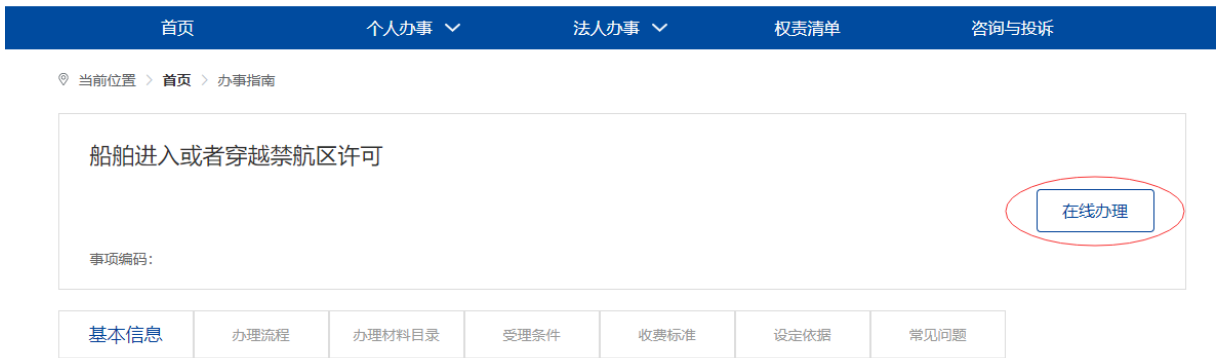 首页 个人办事 法人办事 权责清单 咨询与投诉
当前位置 > 首页 > 办事指南
船舶进入或者穿越禁航区许可
在线办理
事项编码：
基本信息 办理流程 办理材料目录 受理条件 收费标准 设定依据 常见问题